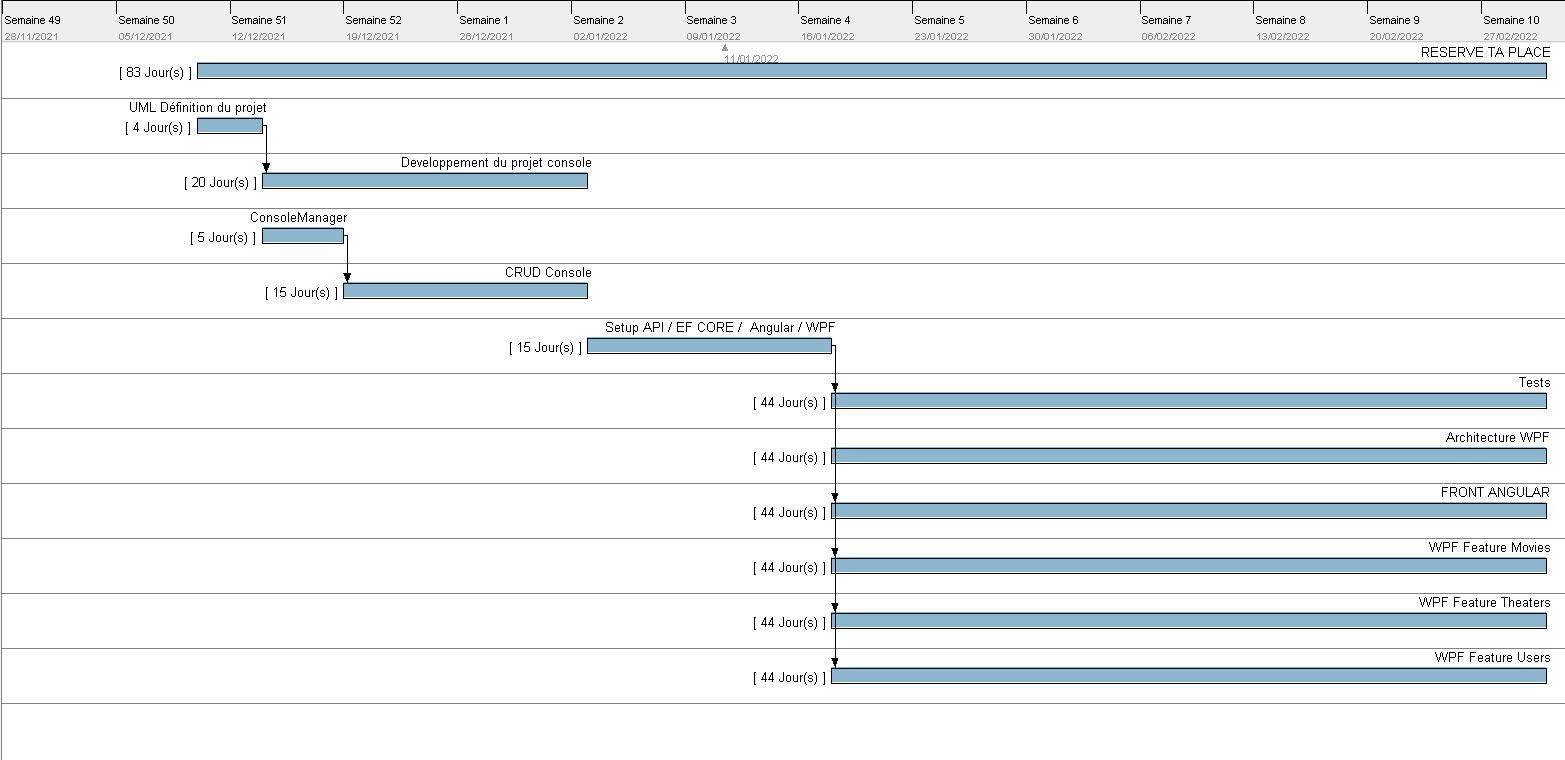 Semaine 49 Semaine 50 Semaine 51 Semaine 52 Semaine 1 Semaine 2 Semaine 3 Semaine 4 Semaine 5 Semaine 6 Semaine 7 Semaine 8 Semaine 9 Semaine 10
28/11/2021 05/12/2021 12/12/2021 19/12/2021 26/12/2021 02/01/2022 09/01/2022 16/01/2022 23/01/2022 30/01/2022 06/02/2022 13/02/2022 20/02/2022 27/02/2022
11/01/2022
RESERVE TA PLACE
[ 83 Jour(s) ]
UML Définition du projet
[ 4 Jour(s) ]
Developpement du projet console
[ 20 Jour(s) ]
ConsoleManager
[ 5 Jour(s) ]
CRUD Console
[ 15 Jour(s) ]
Setup API / EF CORE / Angular / WPF
[ 15 Jour(s) ]
Tests
[ 44 Jour(s) ]
Architecture WPF
[ 44 Jour(s) ]
FRONT ANGULAR
[ 44 Jour(s) ]
WPF Feature Movies
[ 44 Jour(s) ]
WPF Feature Theaters
[ 44 Jour(s) ]
WPF Feature Users
[ 44 Jour(s) ]